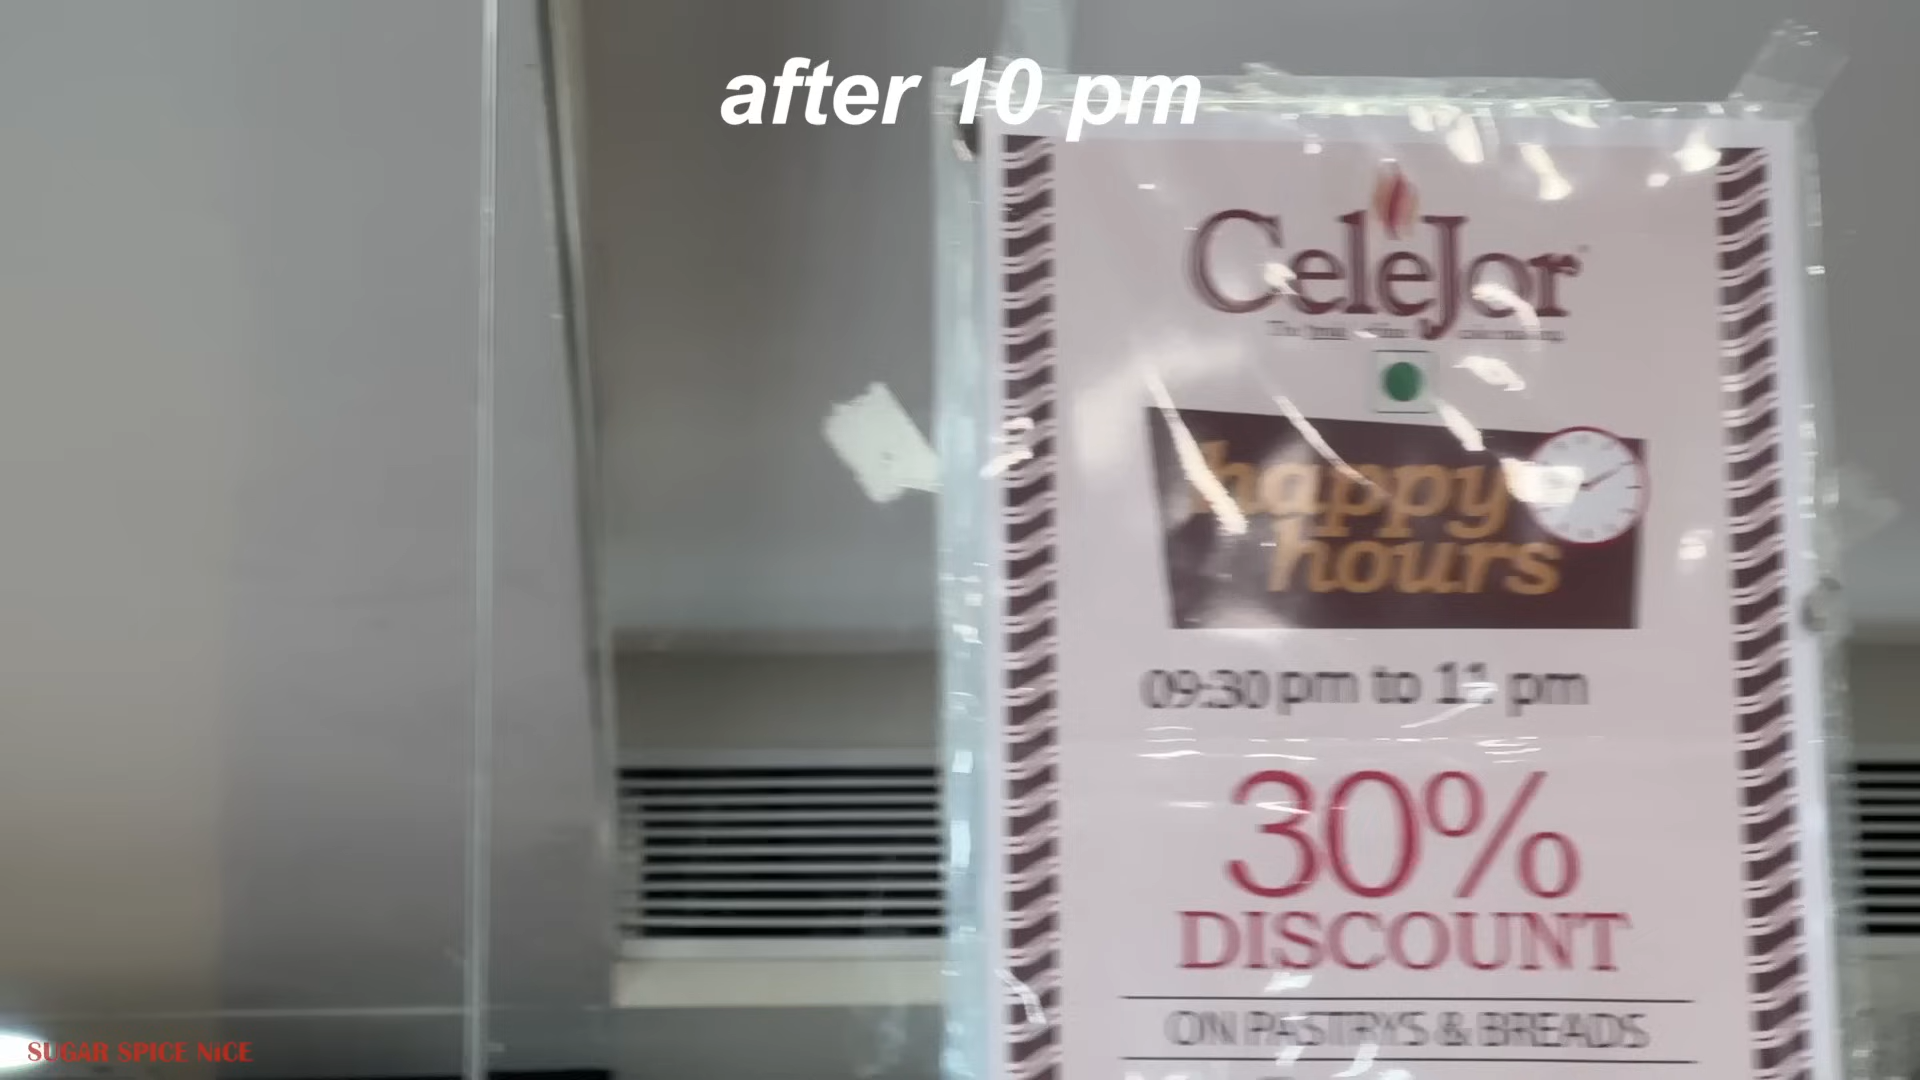 after 10 pm
CeleJor
happy
hours
09:30 pm to 11 pm
30%
DISCOUNT
ON PASTRYS & BREADS
SUGAR SPICE NiCE